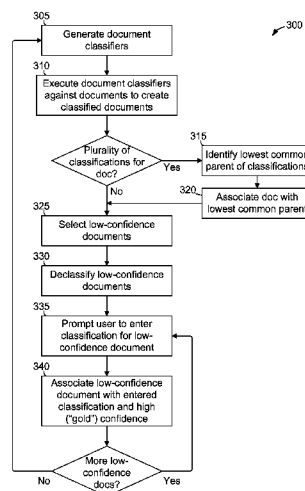 300
305
Generate document
classifiers
310
Execute document classifiers
against documents to create
classified documents
Plurality of
classifications for
doc?
Yes
No
315
Identify lowest common
parent of classifications
320
Associate doc with
lowest common parent
325
Select low-confidence
documents
330
Declassify low-confidence
documents
335
Prompt user to enter
classification for low-
confidence document
340
Associate low-confidence
document with entered
classification and high
("gold") confidence
More low-
confidence
docs?
No
Yes